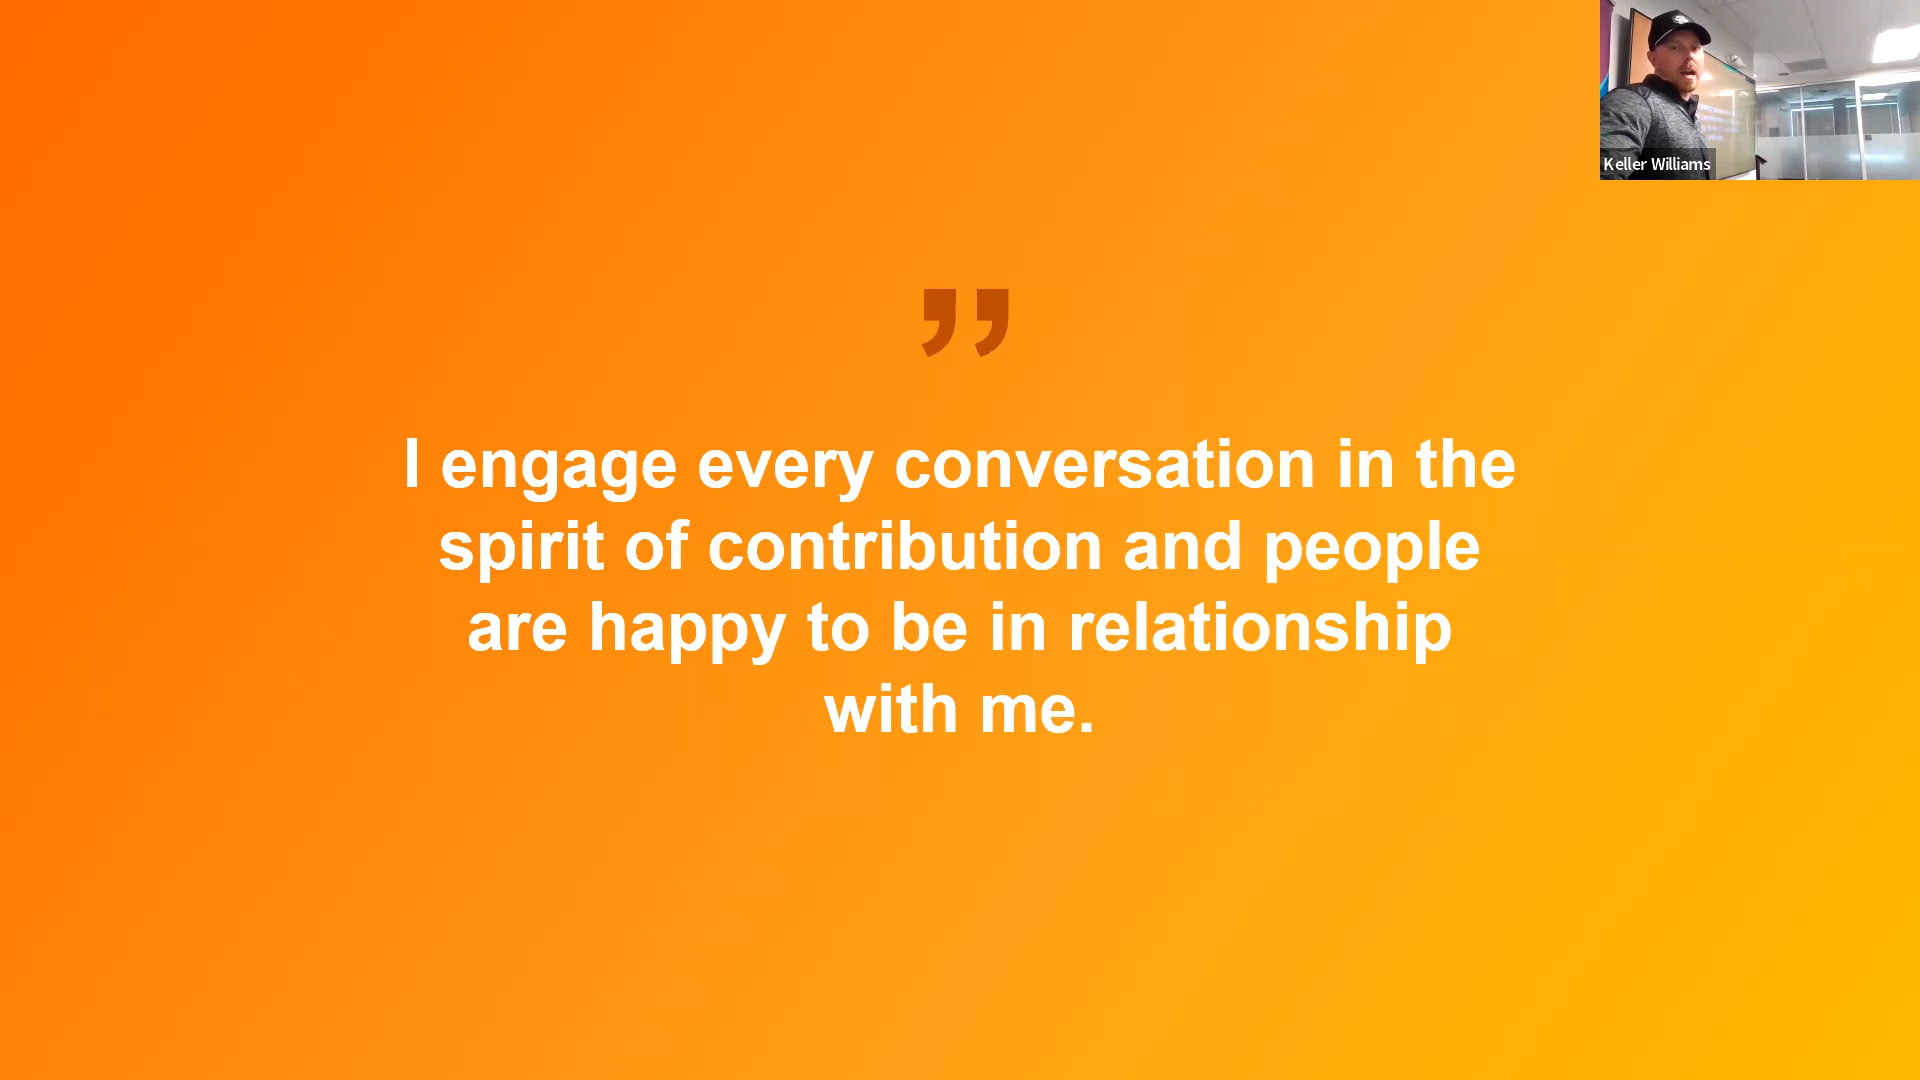 Keller Williams
”
I engage every conversation in the
spirit of contribution and people
are happy to be in relationship
with me.